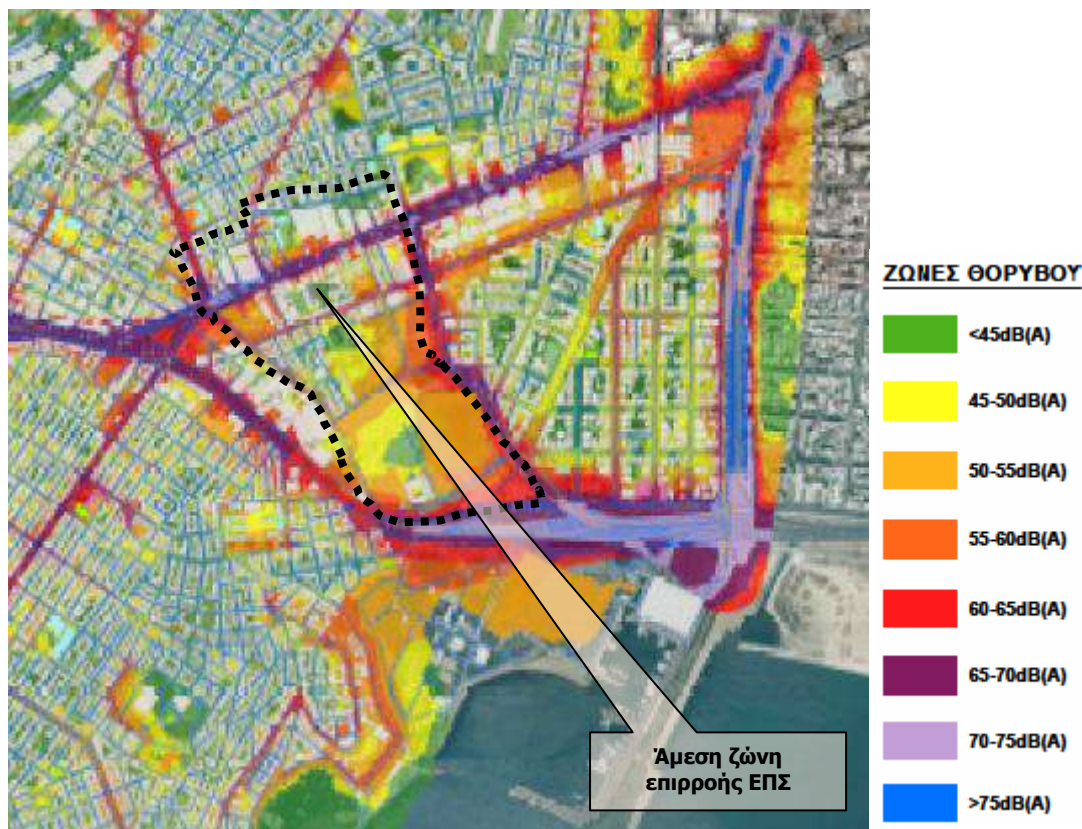 ΖΩΝΕΣ ΘΟΡΥΒΟΥ
<45dB(A)
45-50dB(A)
50-55dB(A)
55-60dB(A)
60-65dB(A)
65-70dB(A)
70-75dB(A)
>75dB(A)
Άμεση ζώνη
επιρροής ΕΠΣ